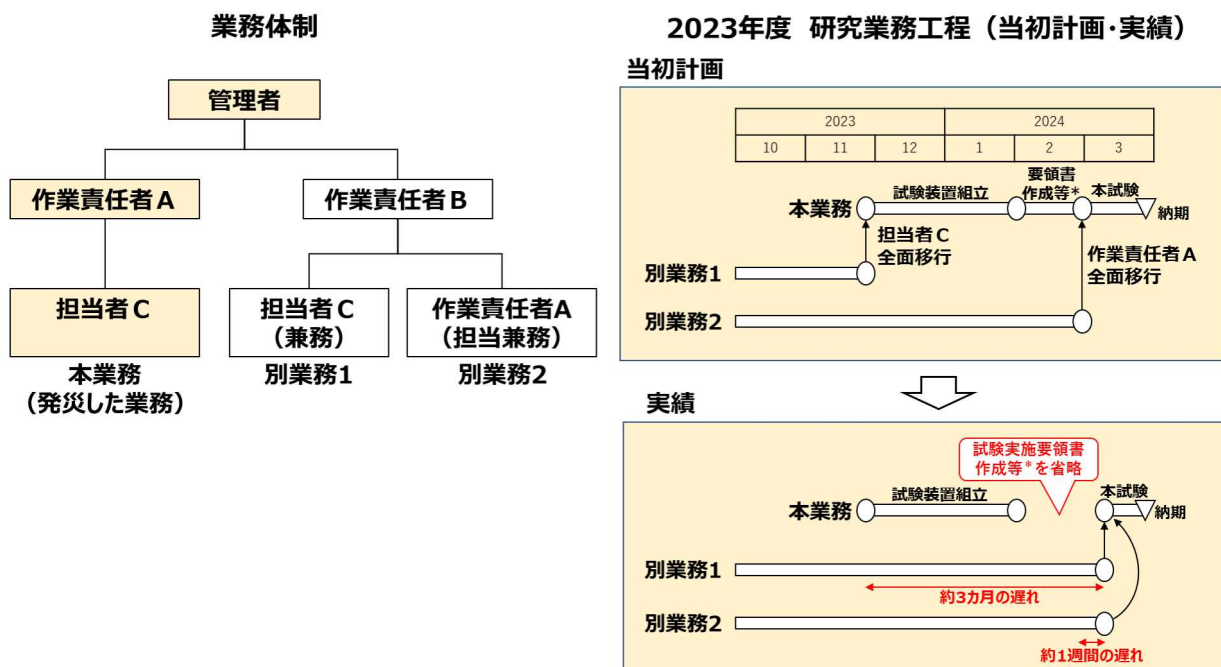 業務体制
管理者
作業責任者A
作業責任者B
担当者C
担当者C
（兼務）
作業責任者A
（担当兼務）
本業務
（発災した業務）
別業務1
別業務2
2023年度 研究業務工程（当初計画・実績）
当初計画
2023 2024
10 11 12 1 2 3
要領書
作成等*
試験装置組立
本試験
本業務
納期
担当者C
全面移行
作業責任者A
全面移行
別業務1
別業務2
実績
試験実施要領書
作成等*を省略
試験装置組立
本試験
本業務
納期
別業務1
約3カ月の遅れ
別業務2
約1週間の遅れ